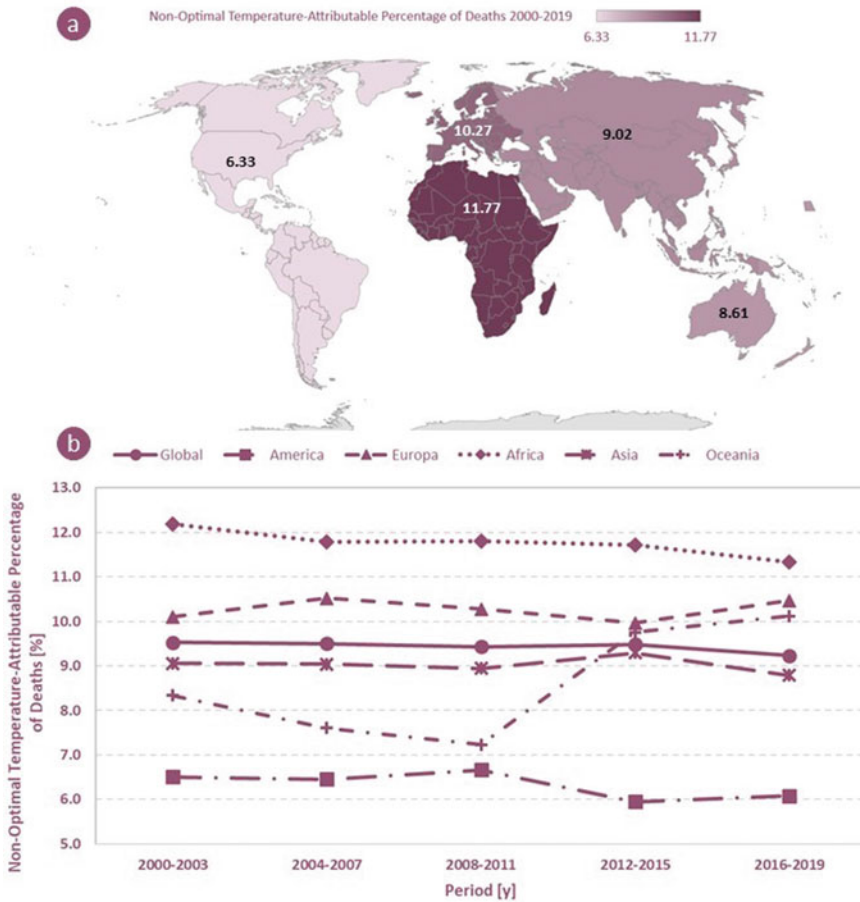 a
Non-Optimal Temperature-Attributable Percentage of Deaths 2000-2019
6.33 11.77
6.33
10.27
9.02
11.77
8.61
b
Global America Europa Africa Asia Oceania
Non-Optimal Temperature-Attributable Percentage
of Deaths [%]
13.0
12.0
11.0
10.0
9.0
8.0
7.0
6.0
5.0
2000-2003 2004-2007 2008-2011 2012-2015 2016-2019
Period [y]